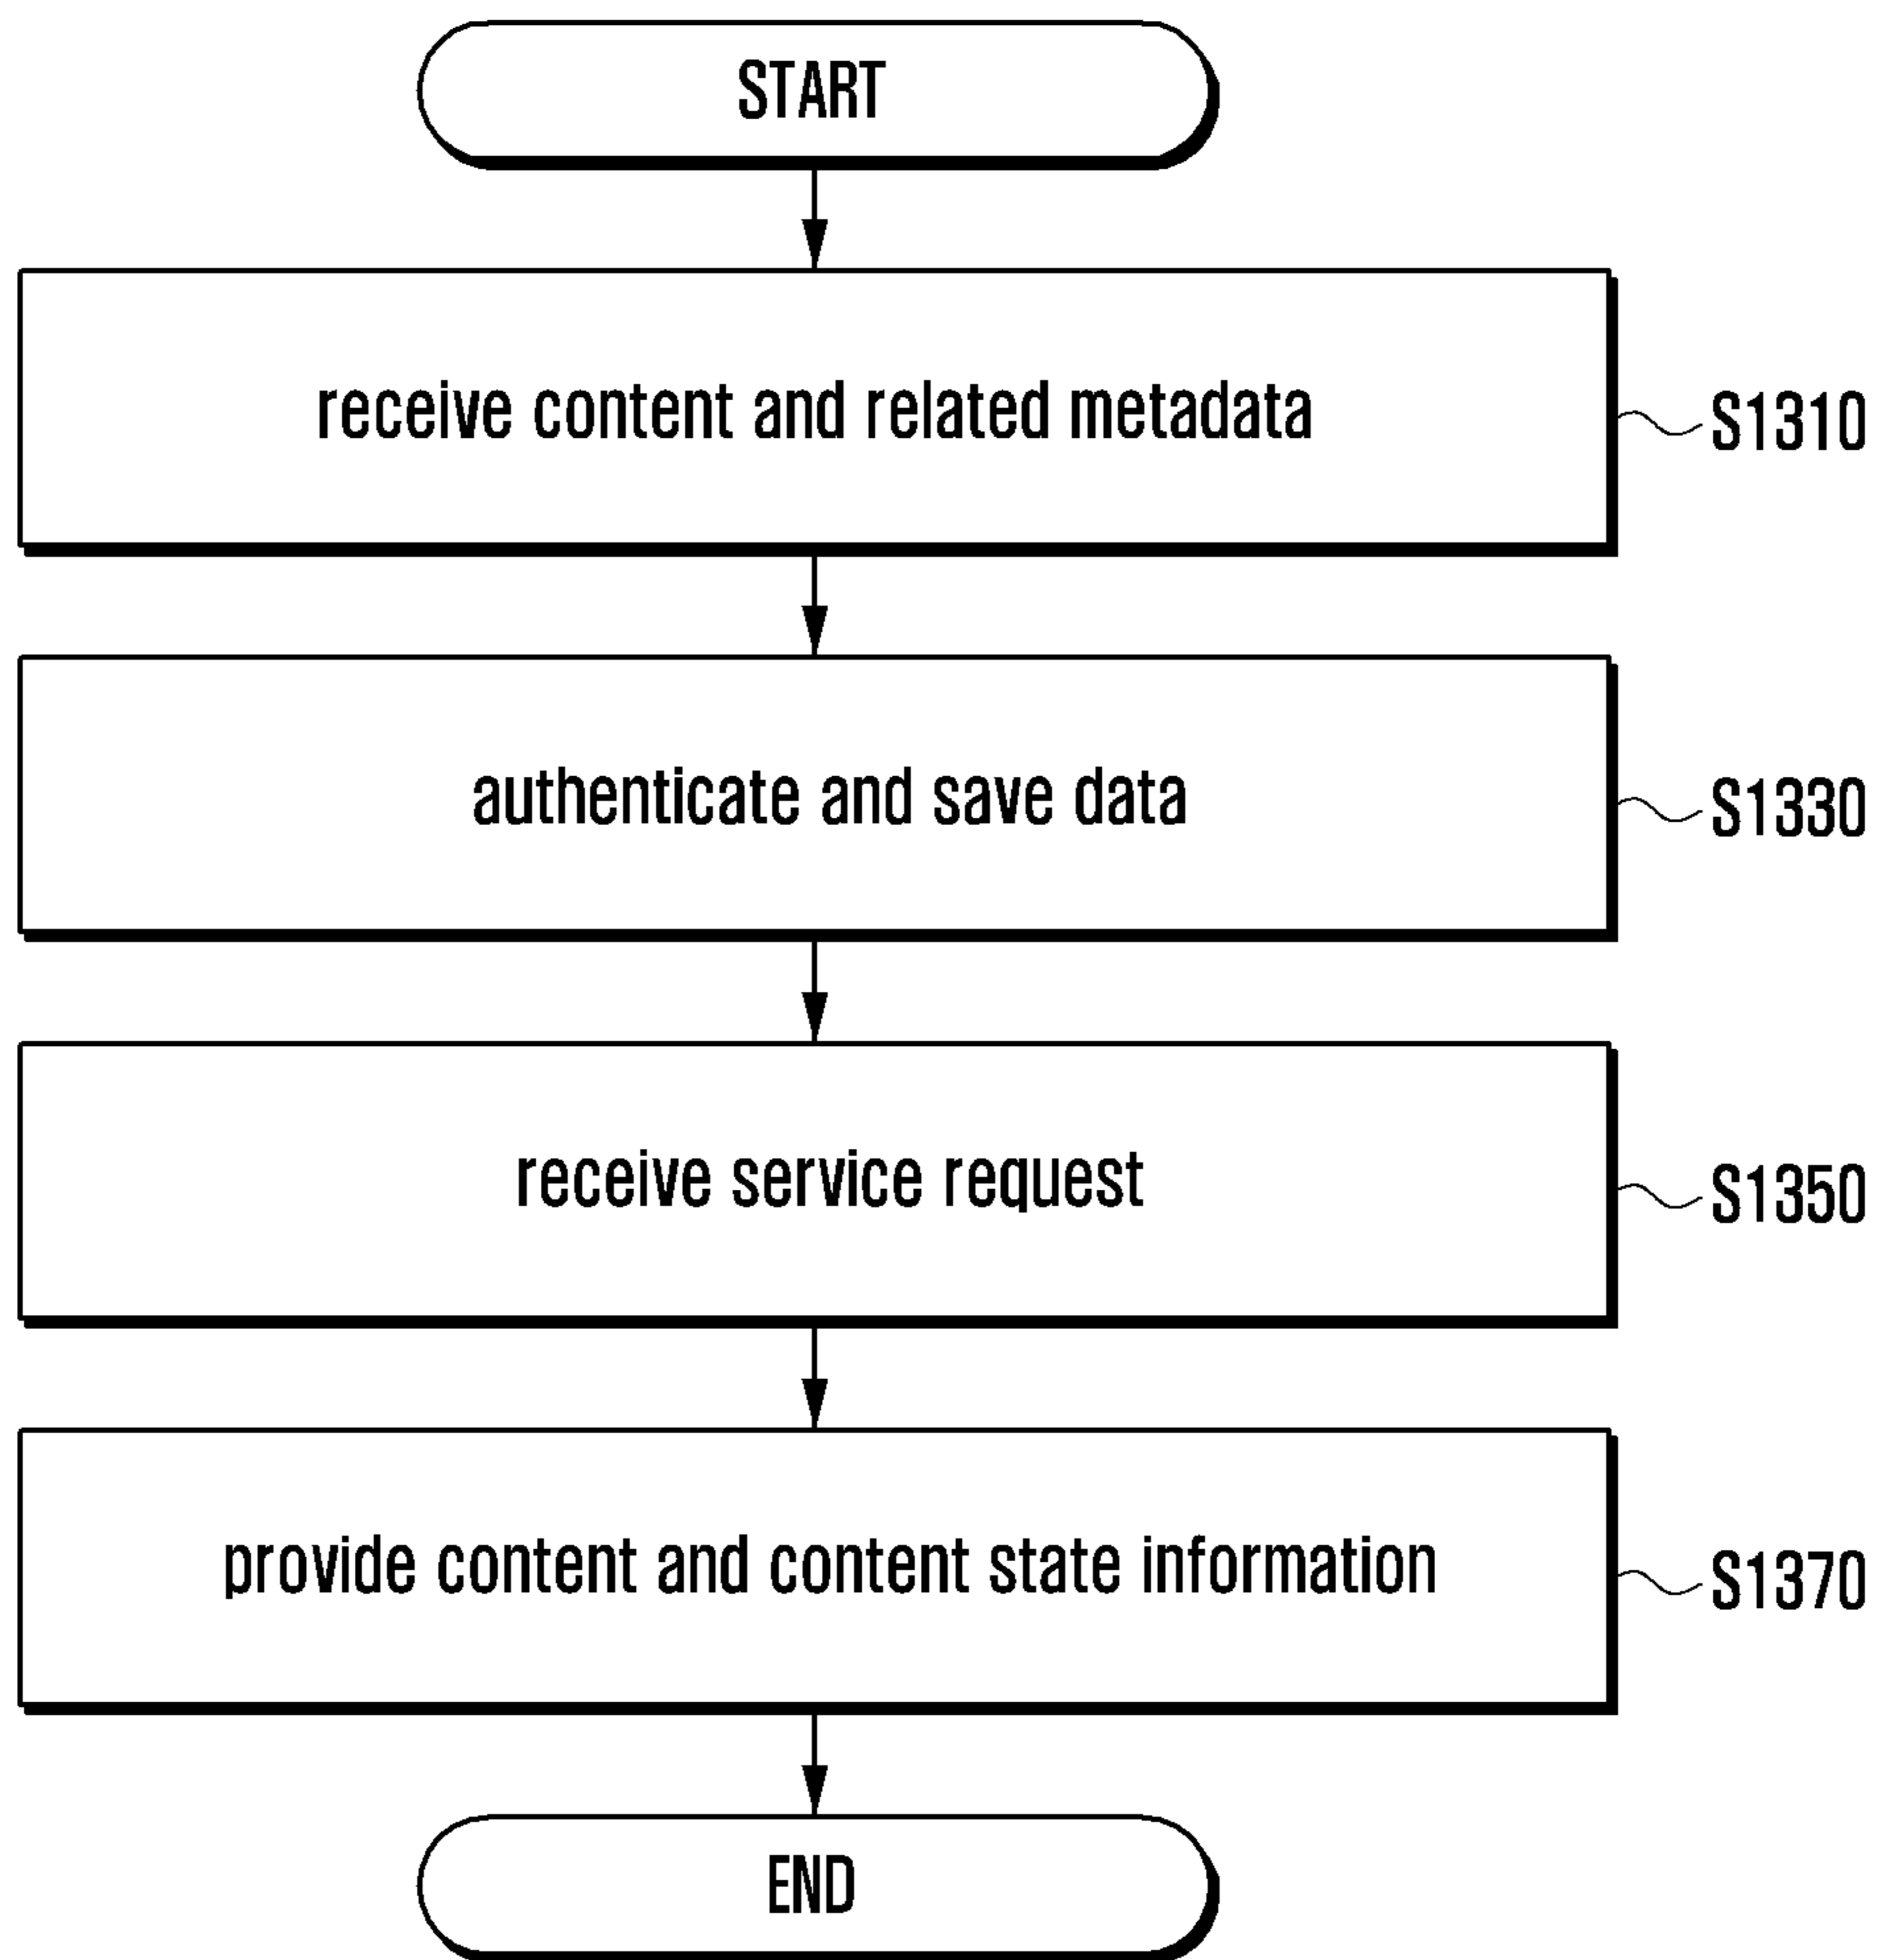 START
receive content and related metadata
S1310
authenticate and save data
S1330
receive service request
S1350
provide content and content state information
S1370
END